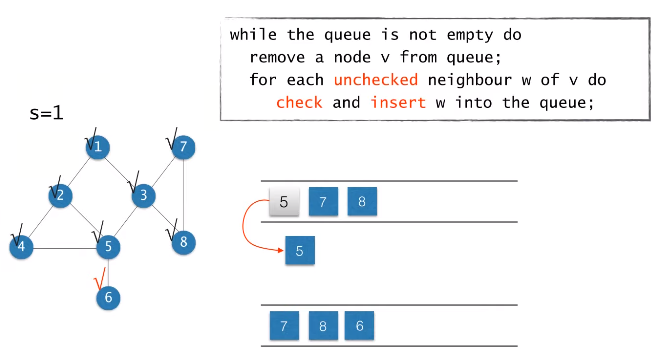 while the queue is not empty do
remove a node v from queue;
for each unchecked neighbour w of v do
check and insert w into the queue;
s=1
1
7
2
3
4
5
8
6
5 7 8
5
7 8 6